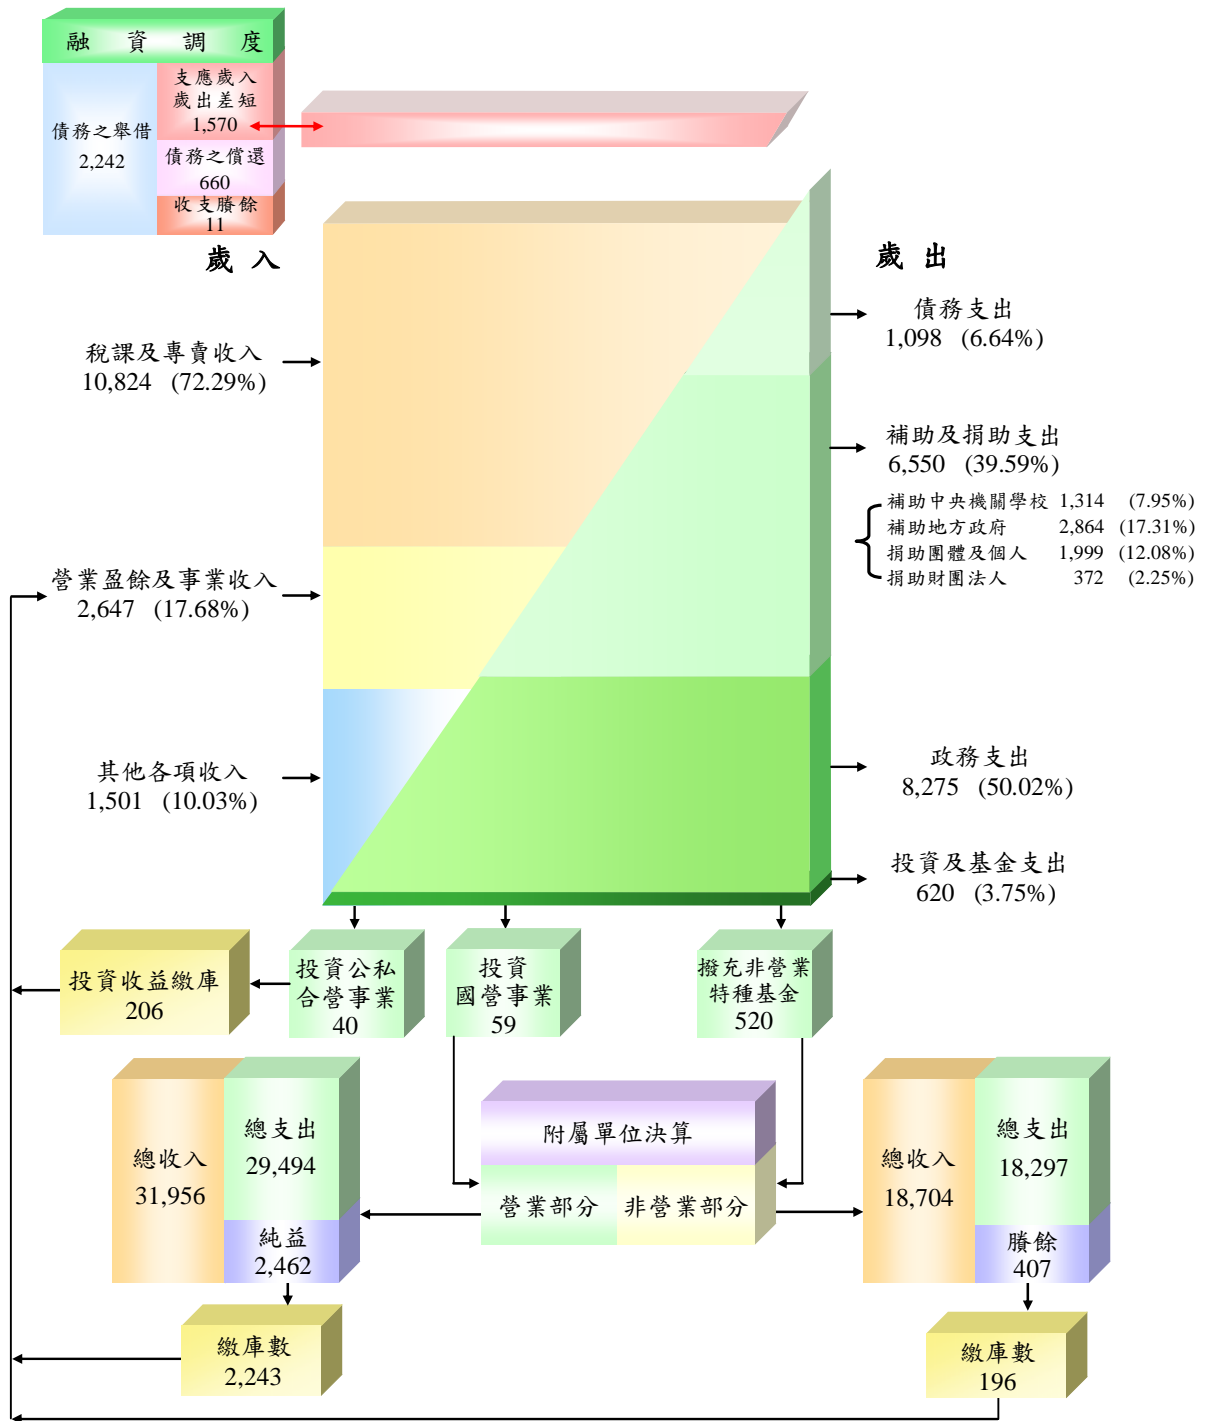 融資調度
債務之舉借
2,242
支應歲入
歲出差短
1,570
債務之償還
660
收支賸餘
11
歲入
歲出
稅課及專賣收入
10,824 (72.29%)
營業盈餘及事業收入
2,647 (17.68%)
其他各項收入
1,501 (10.03%)
債務支出
1,098 (6.64%)
補助及捐助支出
6,550 (39.59%)
補助中央機關學校 1,314 (7.95%)
補助地方政府 2,864 (17.31%)
捐助團體及個人 1,999 (12.08%)
捐助財團法人 372 (2.25%)
政務支出
8,275 (50.02%)
投資及基金支出
620 (3.75%)
投資收益繳庫
206
投資公私
合營事業
40
投資
國營事業
59
撥充非營業
特種基金
520
總收入
31,956
總支出
29,494
純益
2,462
附屬單位決算
營業部分
非營業部分
總收入
18,704
總支出
18,297
賸餘
407
繳庫數
2,243
繳庫數
196